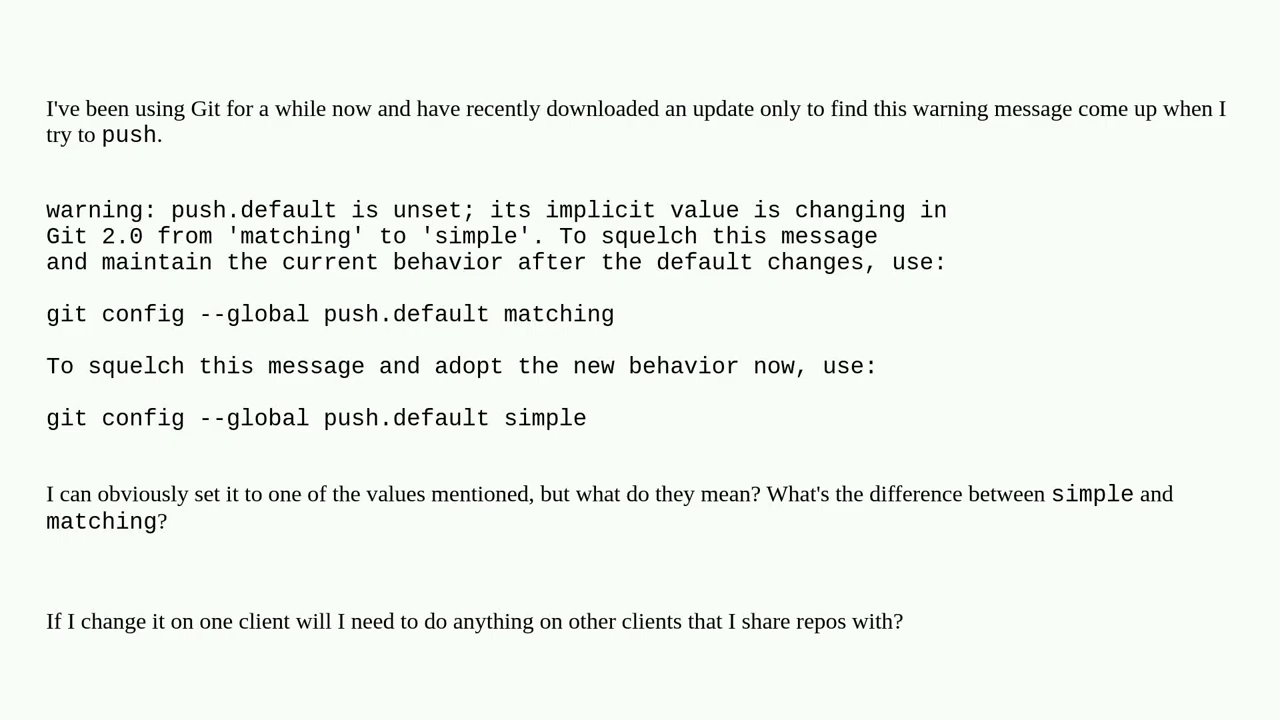 I've been using Git for a while now and have recently downloaded an update only to find this warning message come up when I
try to push.
warning: push.default is unset; its implicit value is changing in
Git 2.0 from 'matching' to 'simple'. To squelch this message
and maintain the current behavior after the default changes, use:
git config --global push.default matching
To squelch this message and adopt the new behavior now, use:
git config --global push.default simple
I can obviously set it to one of the values mentioned, but what do they mean? What's the difference between simple and
matching?
If I change it on one client will I need to do anything on other clients that I share repos with?